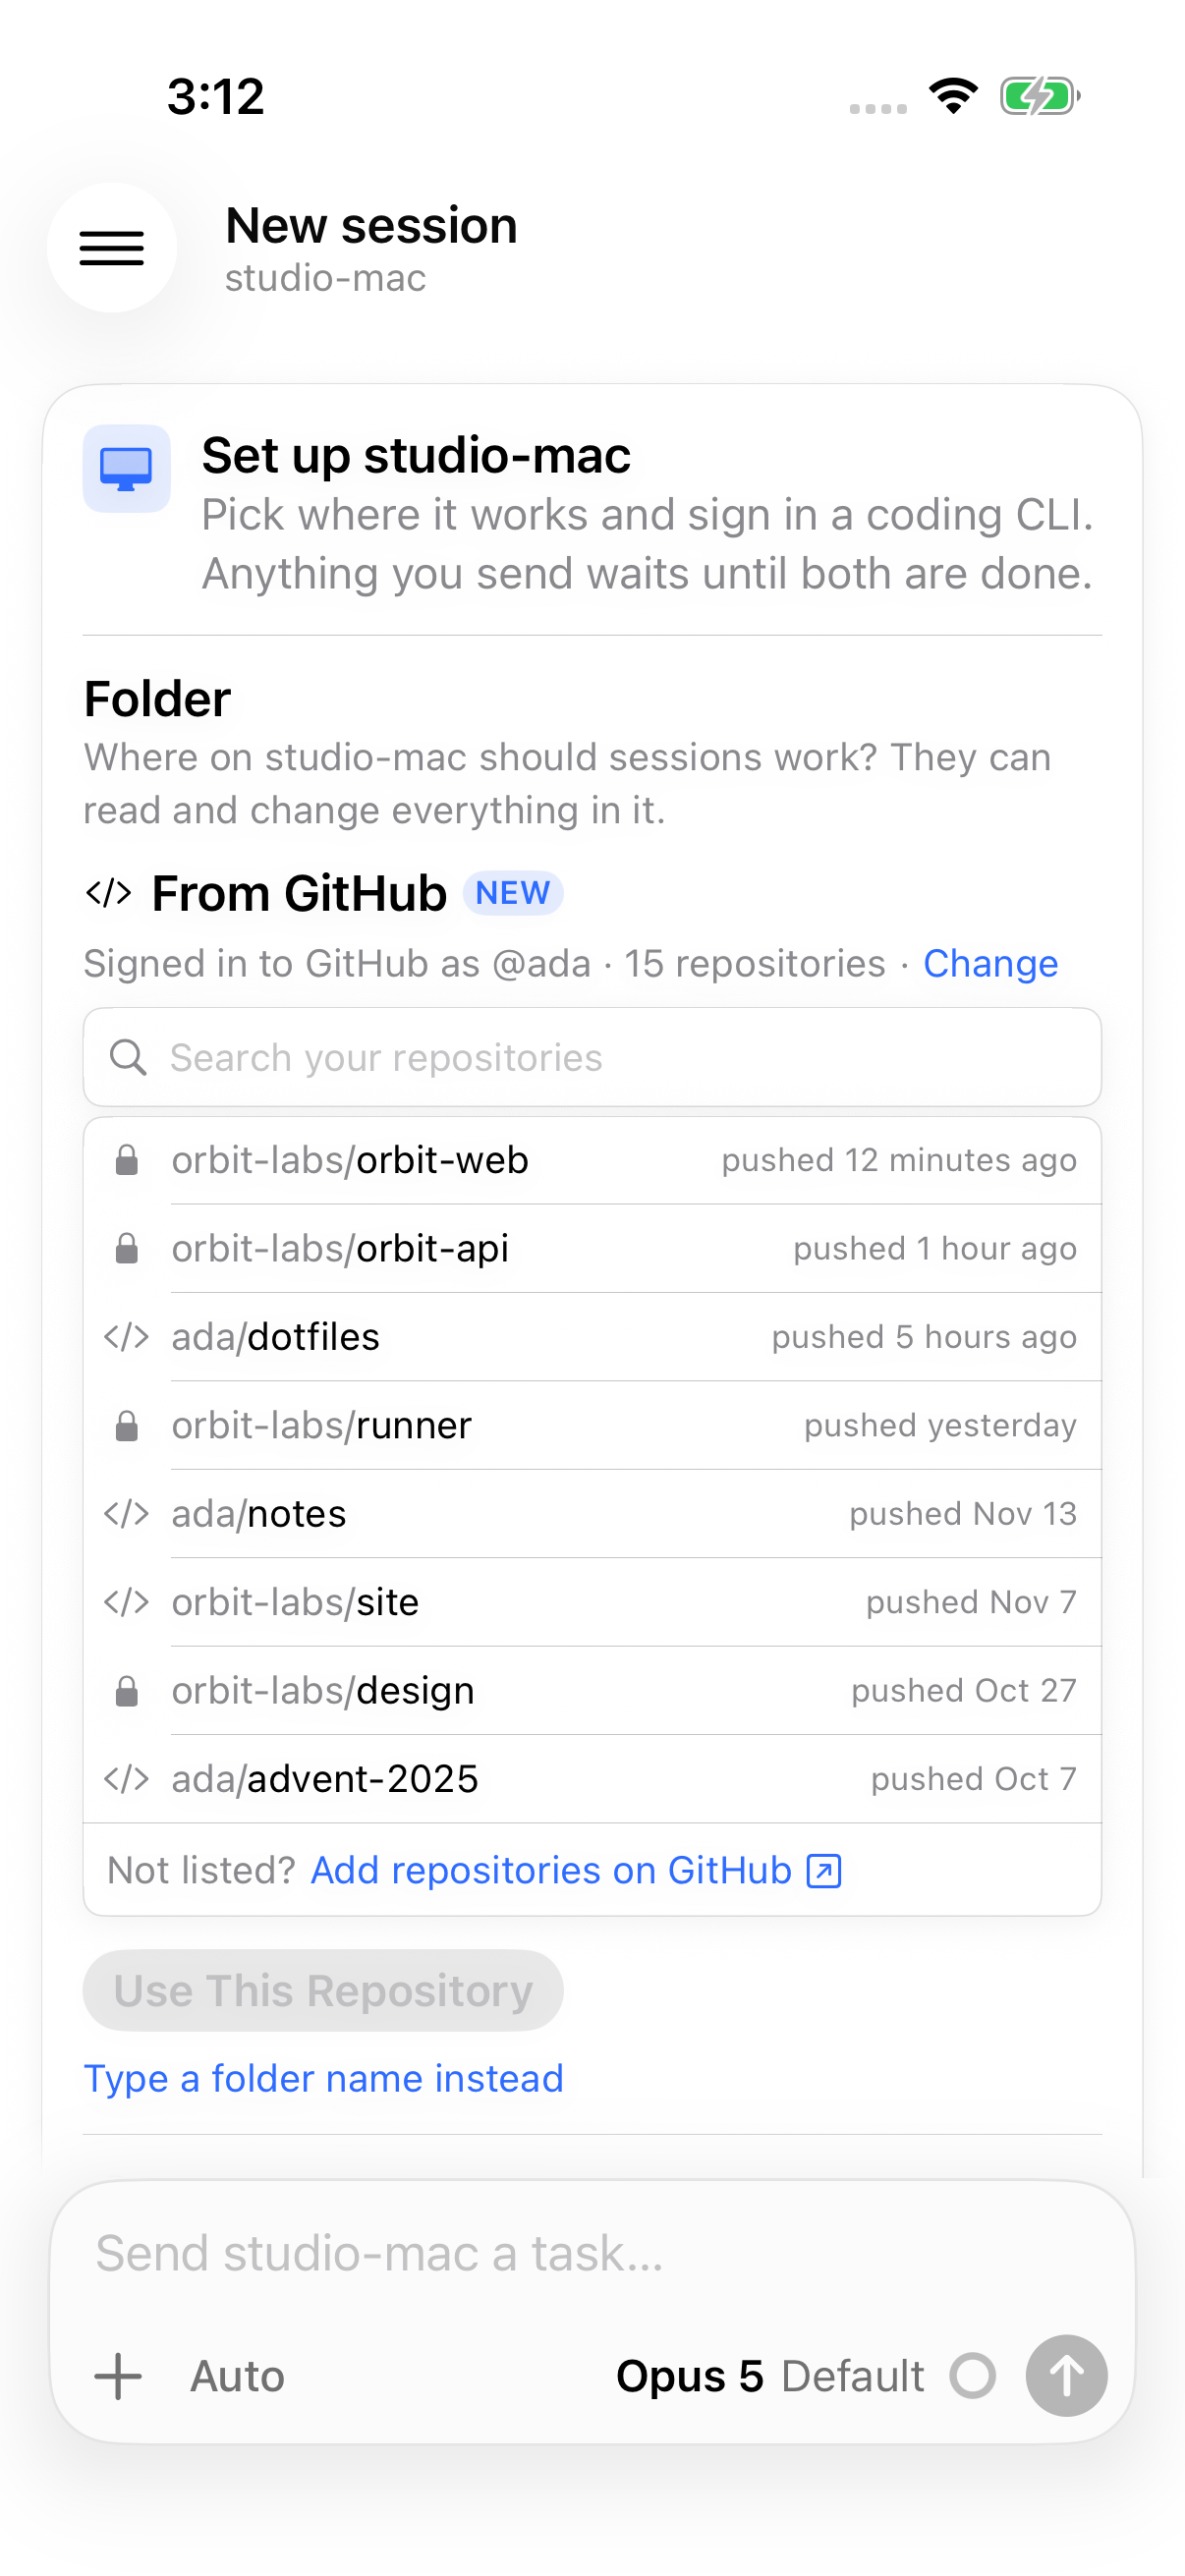 3:12
New session
studio-mac
Set up studio-mac
Pick where it works and sign in a coding CLI.
Anything you send waits until both are done.
Folder
Where on studio-mac should sessions work? They can
read and change everything in it.
</> From GitHub NEW
Signed in to GitHub as @ada · 15 repositories · Change
Search your repositories
orbit-labs/orbit-web pushed 12 minutes ago
orbit-labs/orbit-api pushed 1 hour ago
</> ada/dotfiles pushed 5 hours ago
orbit-labs/runner pushed yesterday
</> ada/notes pushed Nov 13
</> orbit-labs/site pushed Nov 7
orbit-labs/design pushed Oct 27
</> ada/advent-2025 pushed Oct 7
Not listed? Add repositories on GitHub
Use This Repository
Type a folder name instead
Send studio-mac a task...
Auto Opus 5 Default